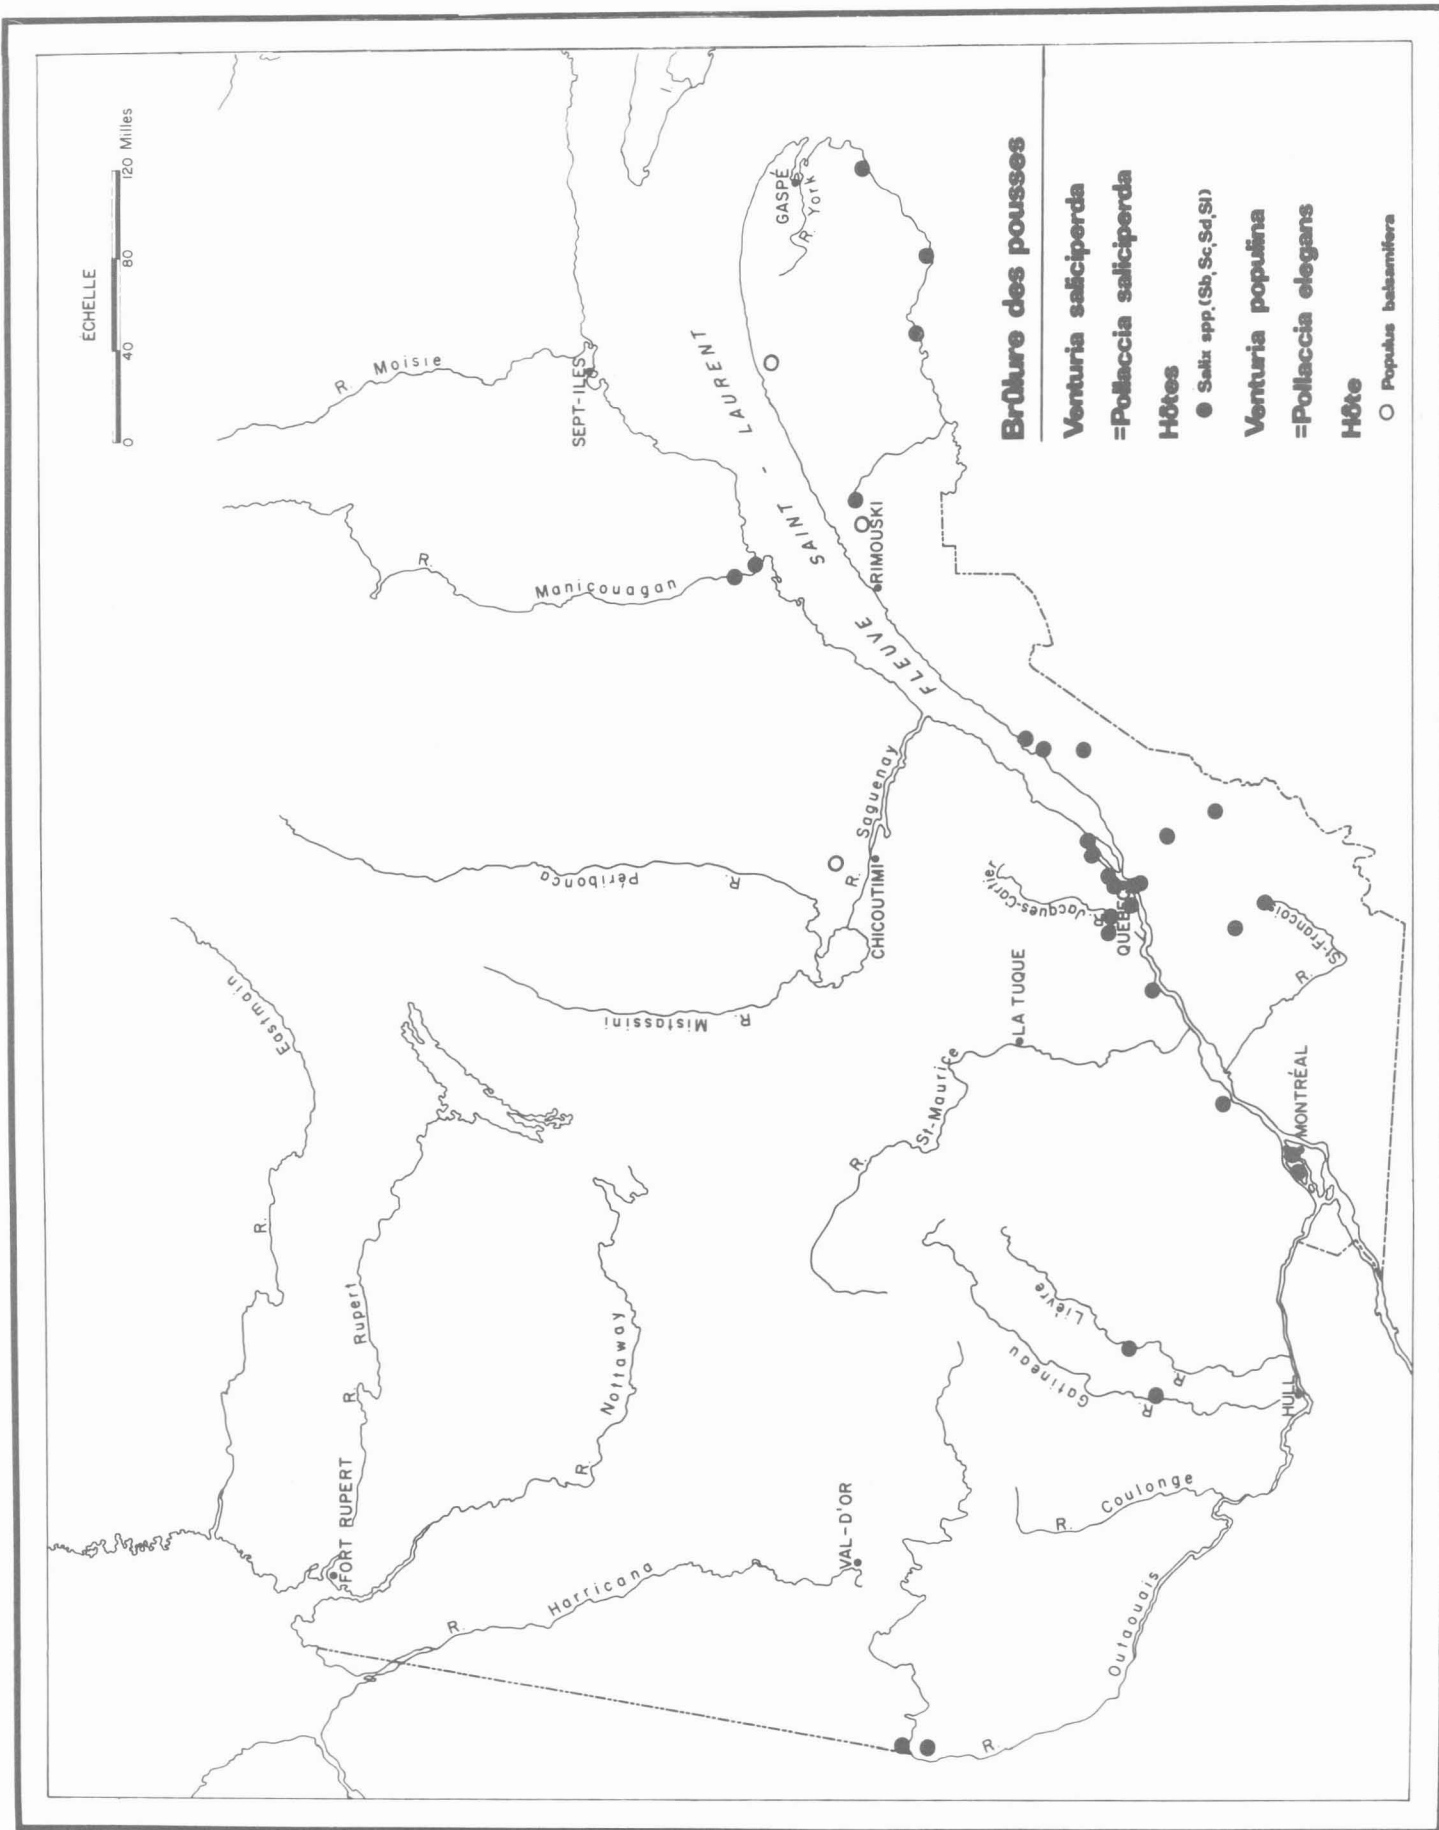 ÉCHELLE
0 40 80 120 Milles
R. Moisie
SEPT-ILES
R. Manicouagan
GASPÉ
R. York
FLEUVE SAINT - LAURENT
RIMOUSKI
R. Péribonca
R. Saguenay
CHICOUTIMI
R. Mistassini
Eastmain R.
R. Rupert
FORT RUPERT
R. Nottaway
R. Harricana
VAL-D'OR
R. St-Maurice
LA TUQUE
R. Jacques-Cartier
QUÉBEC
R. St-François
MONTRÉAL
R. Lièvre
R. Gatineau
HULL
R. Coulonge
R. Outaouais
Brûlure des pousses
Venturia saliciperda
=Pollaccia saliciperda
Hôtes
Salix spp.(Sb,Sc,Sd,Sl)
Venturia populina
=Pollaccia elegans
Hôte
Populus balsamifera